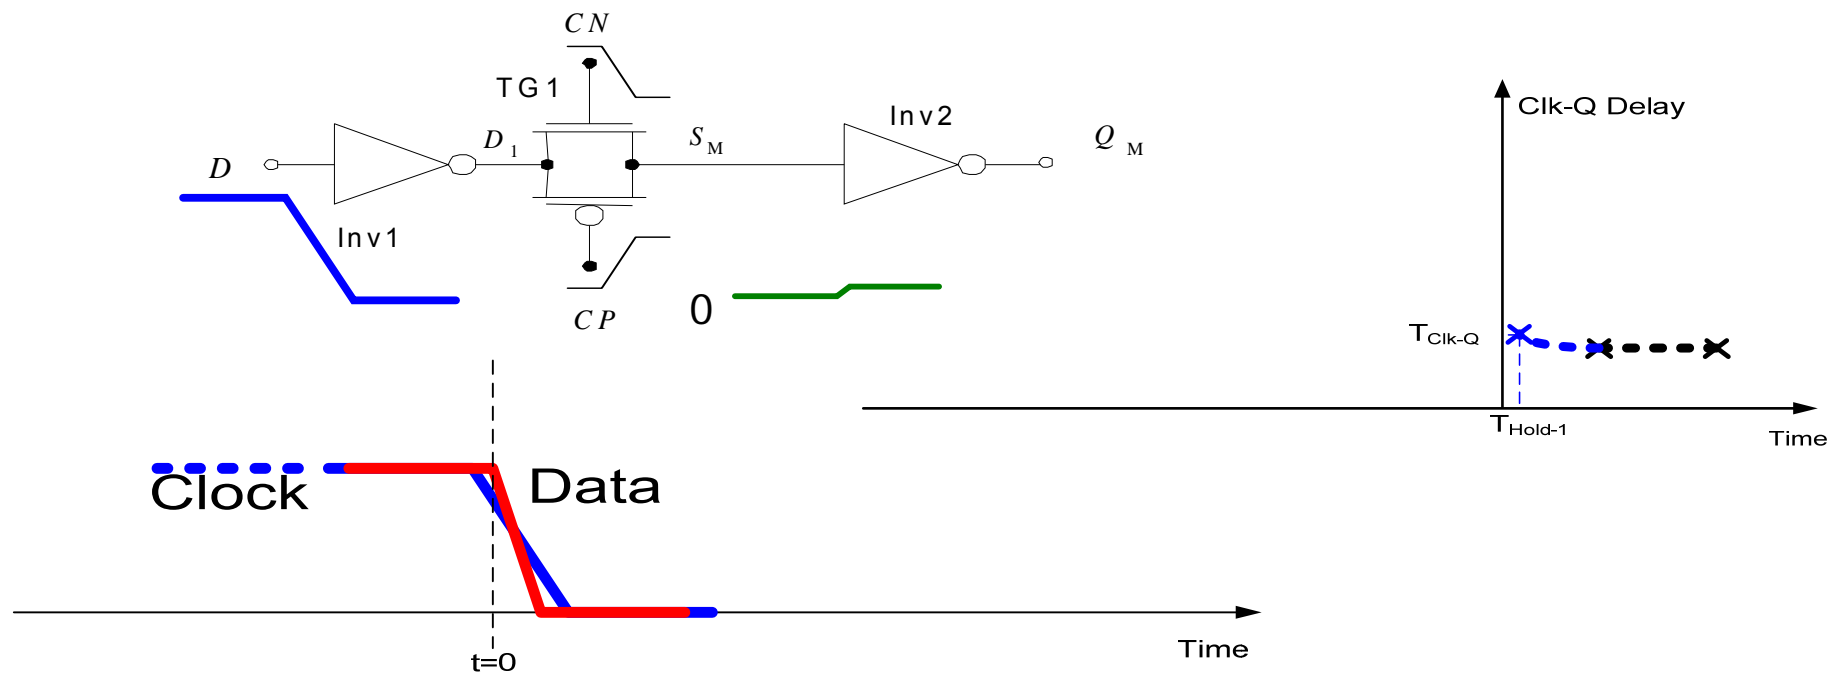 CN
TG1
Clk-Q Delay
Inv2
D
D1
SM
QM
Inv1
0
CP
TClk-Q
THold-1
Time
Clock
Data
Time
t=0